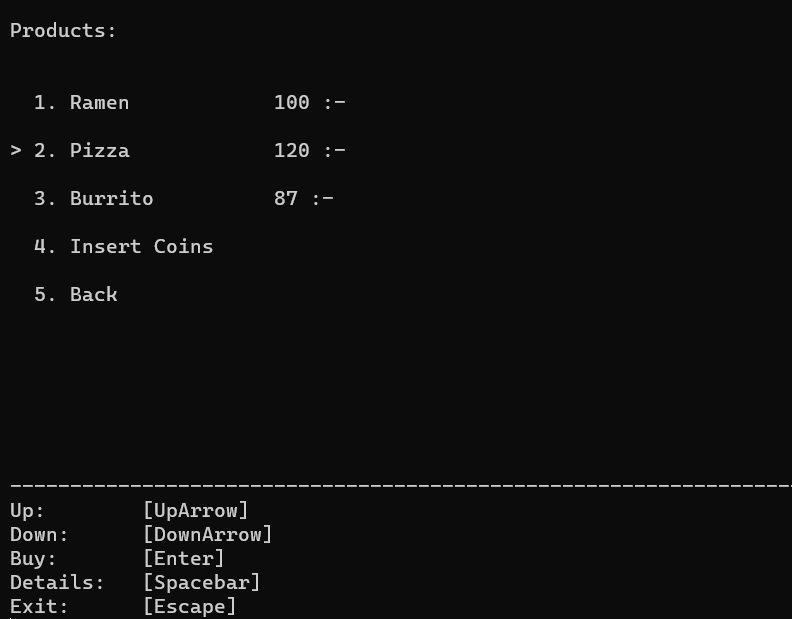 Products:
1. Ramen 100 :-
> 2. Pizza 120 :-
3. Burrito 87 :-
4. Insert Coins
5. Back
-----------------------------------------------------------------
Up: [UpArrow]
Down: [DownArrow]
Buy: [Enter]
Details: [Spacebar]
Exit: [Escape]